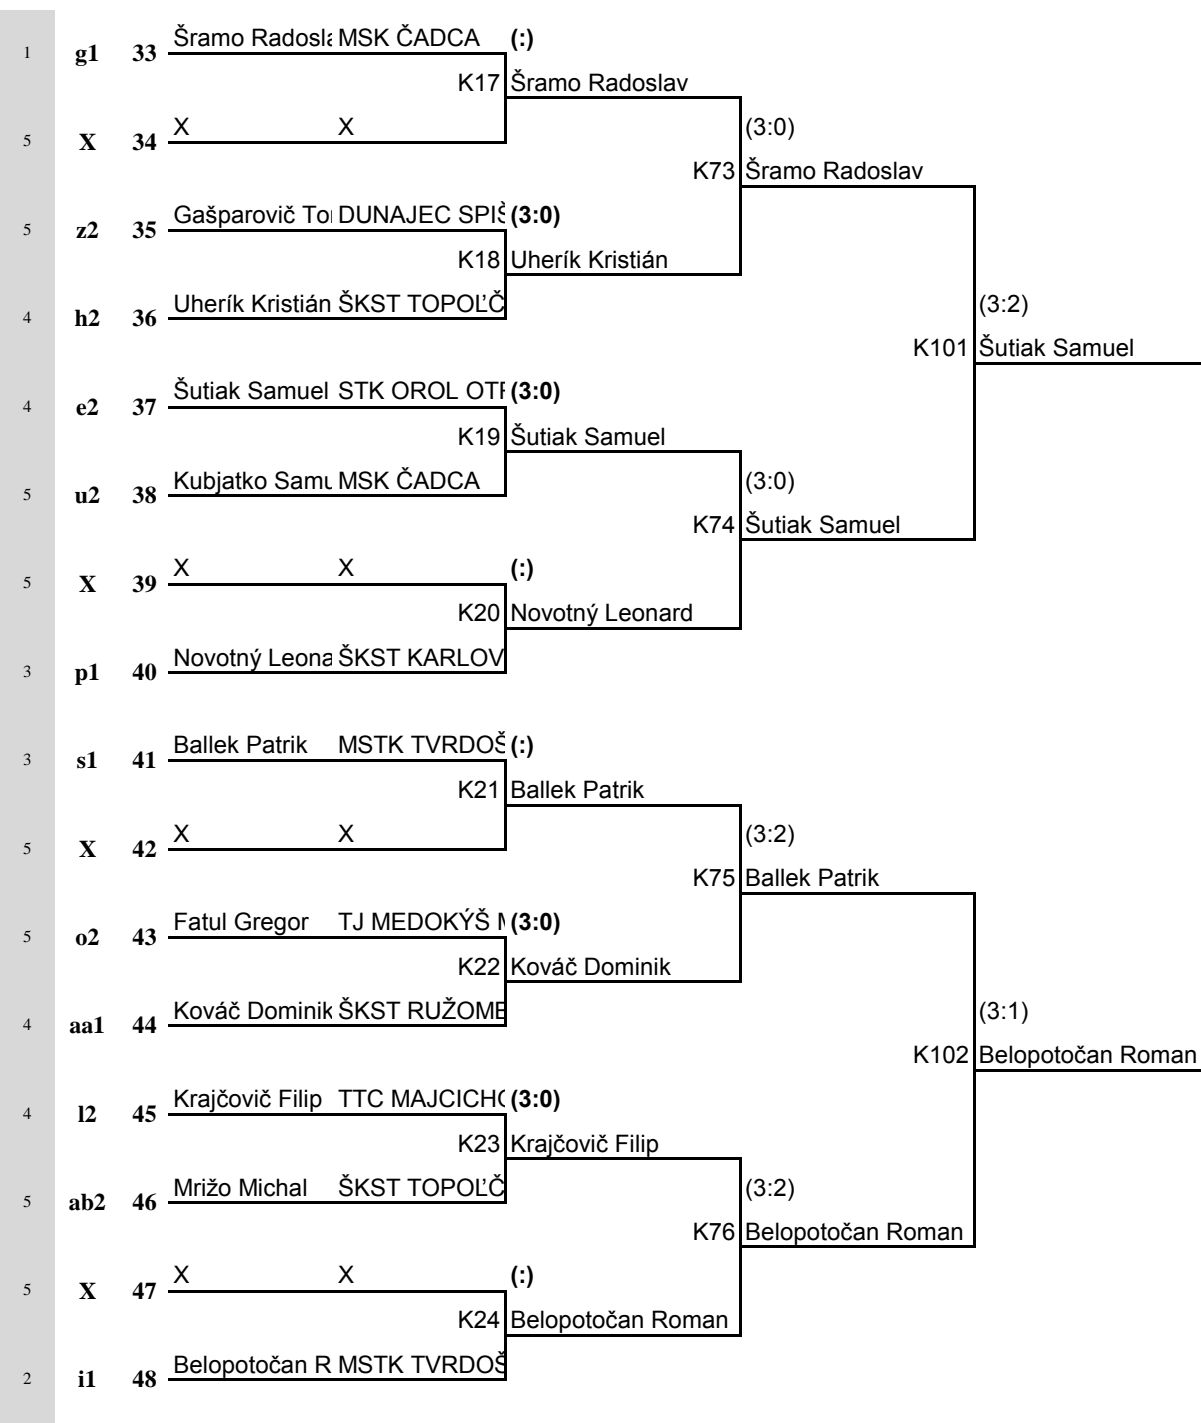 1 g1 33 Šramo Radosla MSK ČADCA (:)
K17 Šramo Radoslav
5 X 34 X X (3:0)
K73 Šramo Radoslav
5 z2 35 Gašparovič To DUNAJEC SPIŠ (3:0)
K18 Uherík Kristián
4 h2 36 Uherík Kristián ŠKST TOPOĽČ (3:2)
K101 Šutiak Samuel
4 e2 37 Šutiak Samuel STK OROL OT (3:0)
K19 Šutiak Samuel
5 u2 38 Kubjatko Samu MSK ČADCA (3:0)
K74 Šutiak Samuel
5 X 39 X X (:)
K20 Novotný Leonard
3 p1 40 Novotný Leona ŠKST KARLOV
3 s1 41 Ballek Patrik MSTK TVRDOŠ (:)
K21 Ballek Patrik
5 X 42 X X (3:2)
K75 Ballek Patrik
5 o2 43 Fatul Gregor TJ MEDOKÝŠ (3:0)
K22 Kováč Dominik
4 aa1 44 Kováč Dominik ŠKST RUŽOME (3:1)
K102 Belopotočan Roman
4 l2 45 Krajčovič Filip TTC MAJCICHO (3:0)
K23 Krajčovič Filip
5 ab2 46 Mrižo Michal ŠKST TOPOĽČ (3:2)
K76 Belopotočan Roman
5 X 47 X X (:)
K24 Belopotočan Roman
2 i1 48 Belopotočan R MSTK TVRDOŠ